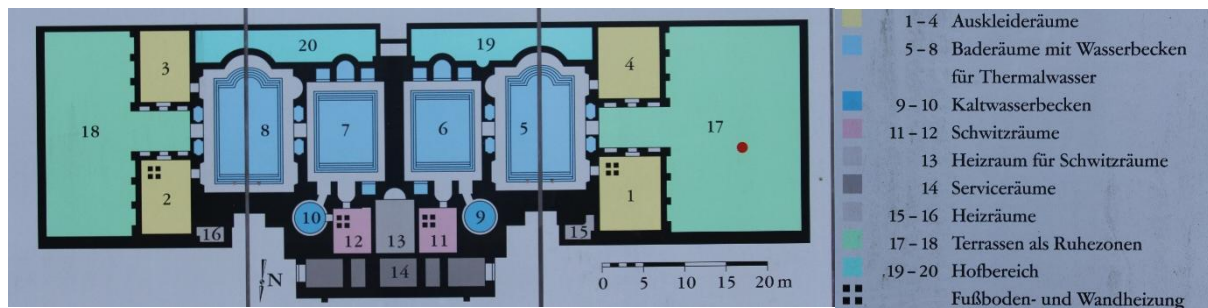 20
19
3
4
18
8
7
6
5
17
2
1
10
9
16
12
13
11
15
14
N
0 5 10 15 20 m
1 – 4 Auskleideräume
5 – 8 Baderäume mit Wasserbecken
für Thermalwasser
9 – 10 Kaltwasserbecken
11 – 12 Schwitzräume
13 Heizraum für Schwitzräume
14 Serviceräume
15 – 16 Heizräume
17 – 18 Terrassen als Ruhezonen
19 – 20 Hofbereich
Fußboden- und Wandheizung